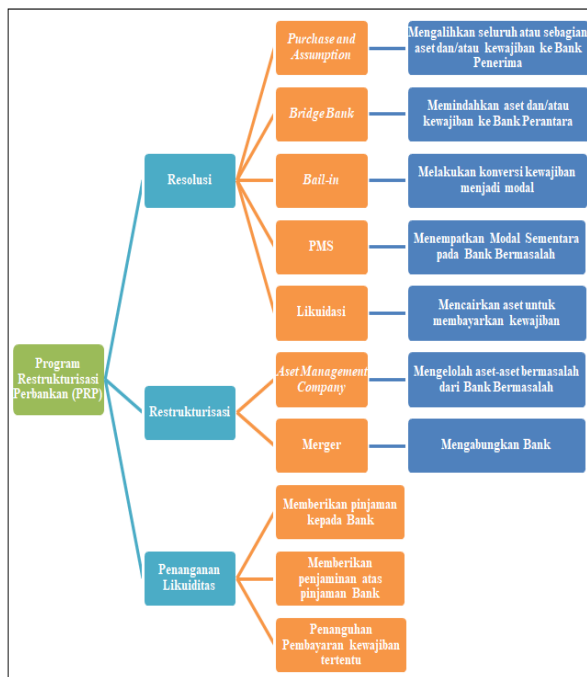 Program
Restrukturisasi
Perbankan (PRP)
Resolusi
Purchase and
Assumption
Mengalihkan seluruh atau sebagian
aset dan/atau kewajiban ke Bank
Penerima
Bridge Bank
Memindahkan aset dan/atau
kewajiban ke Bank Perantara
Bail-in
Melakukan konversi kewajiban
menjadi modal
PMS
Menempatkan Modal Sementara
pada Bank Bermasalah
Likuidasi
Mencairkan aset untuk
membayarkan kewajiban
Restrukturisasi
Aset Management
Company
Mengelolah aset-aset bermasalah
dari Bank Bermasalah
Merger
Mengabungkan Bank
Penanganan
Likuiditas
Memberikan pinjaman
kepada Bank
Memberikan
penjaminan atas
pinjaman Bank
Penanguhan
Pembayaran kewajiban
tertentu